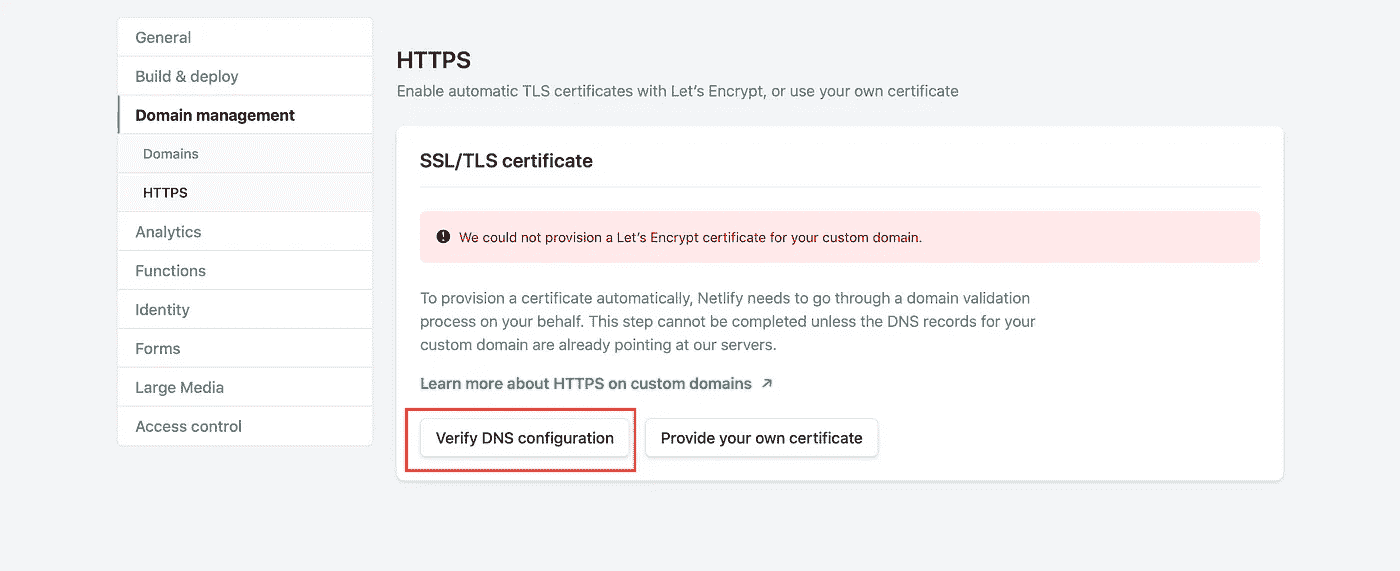 General
Build & deploy
Domain management
Domains
HTTPS
Analytics
Functions
Identity
Forms
Large Media
Access control
HTTPS
Enable automatic TLS certificates with Let’s Encrypt, or use your own certificate
SSL/TLS certificate
We could not provision a Let’s Encrypt certificate for your custom domain.
To provision a certificate automatically, Netlify needs to go through a domain validation
process on your behalf. This step cannot be completed unless the DNS records for your
custom domain are already pointing at our servers.
Learn more about HTTPS on custom domains ↗
Verify DNS configuration
Provide your own certificate